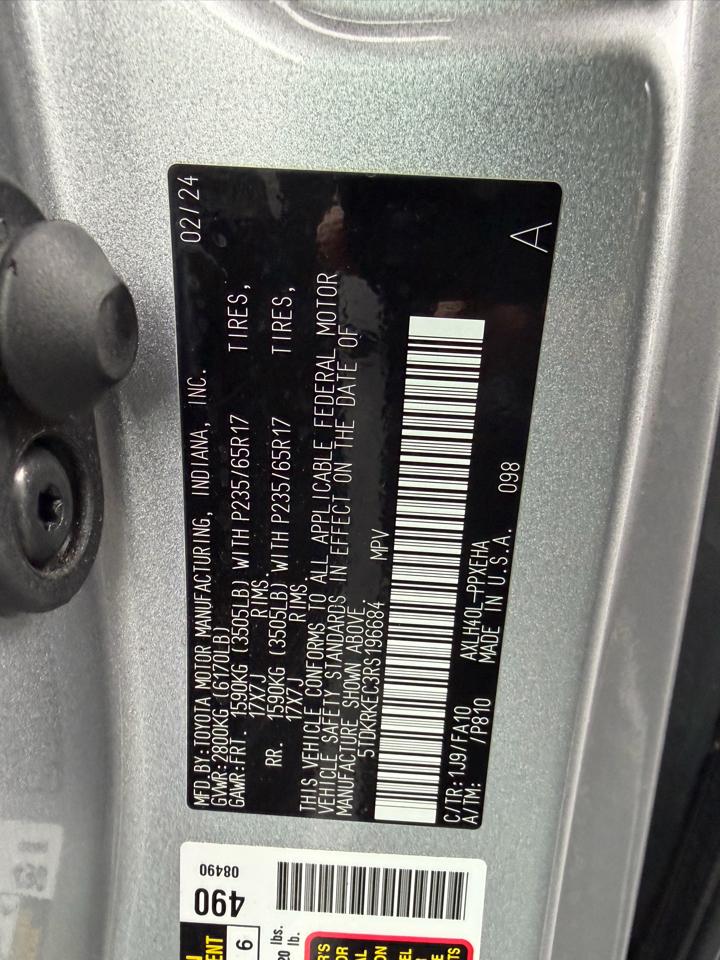 MFD.BY:TOYOTA MOTOR MANUFACTURING, INDIANA, INC. 02/24
GVWR:2800KG (6170LB)
GAWR:FRT. 1590KG (3505LB) WITH P235/65R17 TIRES,
17X7J RIMS.
RR. 1590KG (3505LB) WITH P235/65R17 TIRES,
17X7J RIMS.
THIS VEHICLE CONFORMS TO ALL APPLICABLE FEDERAL MOTOR
VEHICLE SAFETY STANDARDS IN EFFECT ON THE DATE OF
MANUFACTURE SHOWN ABOVE.
5TDKRKEC3RS196684 MPV
C/TR:1J9/FA10 AXLH40L-PPXEHA
A/TM: /P810 MADE IN U.S.A. 098
A
490
08490
6
lbs.
lb.